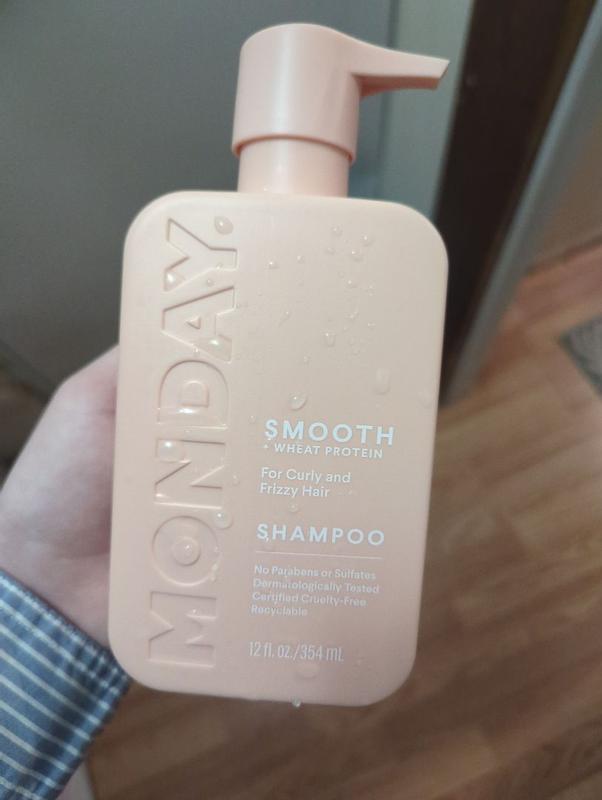 MONDAY
SMOOTH
+ WHEAT PROTEIN
For Curly and
Frizzy Hair
SHAMPOO
No Parabens or Sulfates
Dermatologically Tested
Certified Cruelty-Free
Recyclable
12 fl. oz./354 mL